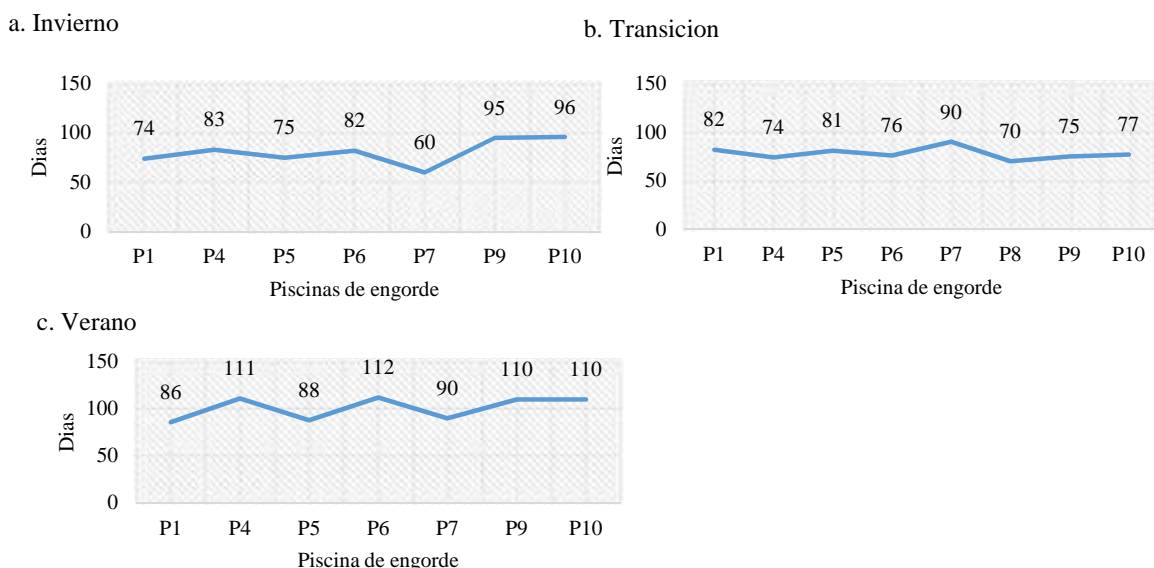 a. Invierno
150
100
50
0
Dias
74 83 75 82 60 95 96
P1 P4 P5 P6 P7 P9 P10
Piscinas de engorde
b. Transicion
150
100
50
0
Dias
82 74 81 76 90 70 75 77
P1 P4 P5 P6 P7 P8 P9 P10
Piscina de engorde
c. Verano
150
100
50
0
Dias
86 111 88 112 90 110 110
P1 P4 P5 P6 P7 P9 P10
Piscina de engorde